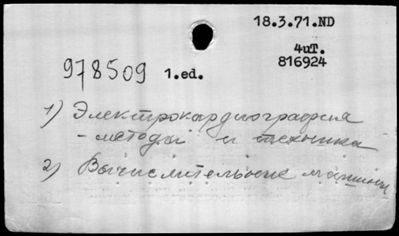 18.3.71.ND
4uT.
816924
978509 1.ed.
1) Электрокардиография
- методы и техника
2) Вычислительные машины